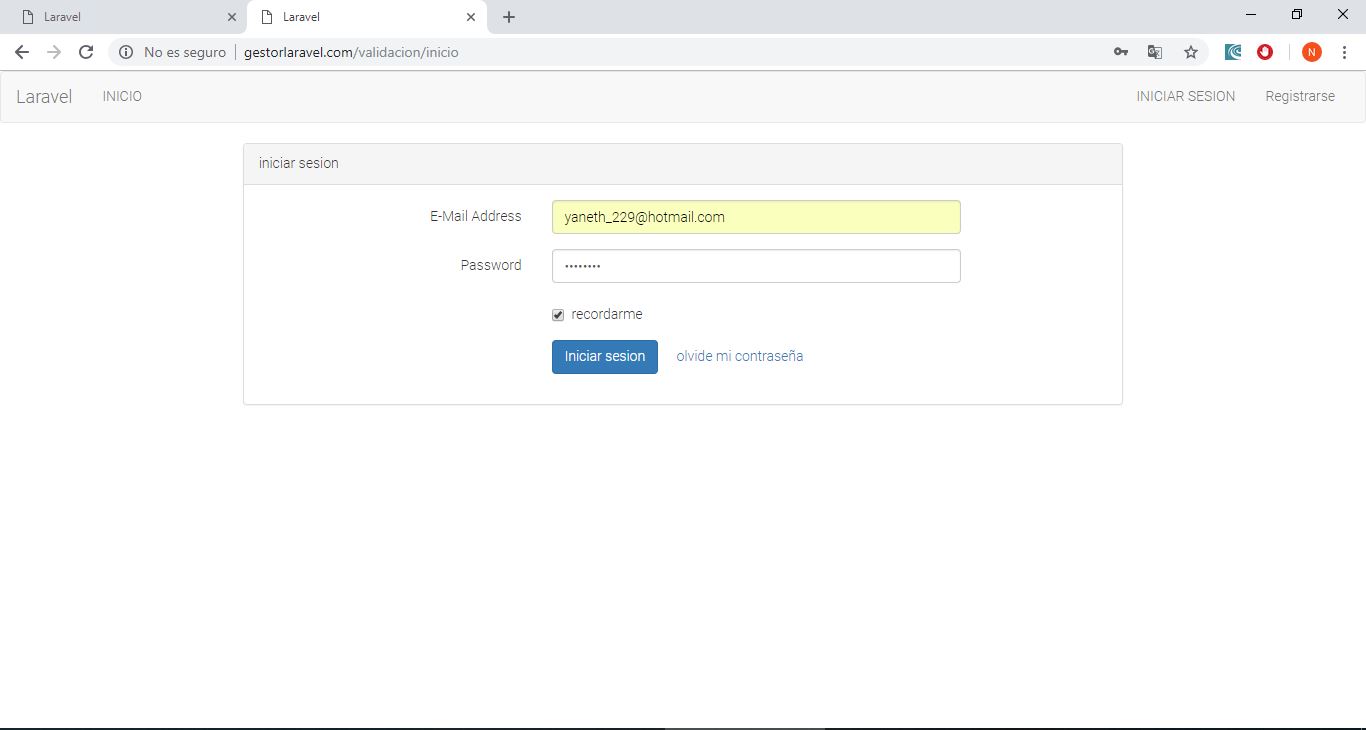 Laravel
Laravel
No es seguro
gestorlaravel.com/validacion/inicio
N
Laravel
INICIO
INICIAR SESION
Registrarse
iniciar sesion
E-Mail Address
yaneth_229@hotmail.com
Password
••••••••
recordarme
Iniciar sesion
olvide mi contraseña